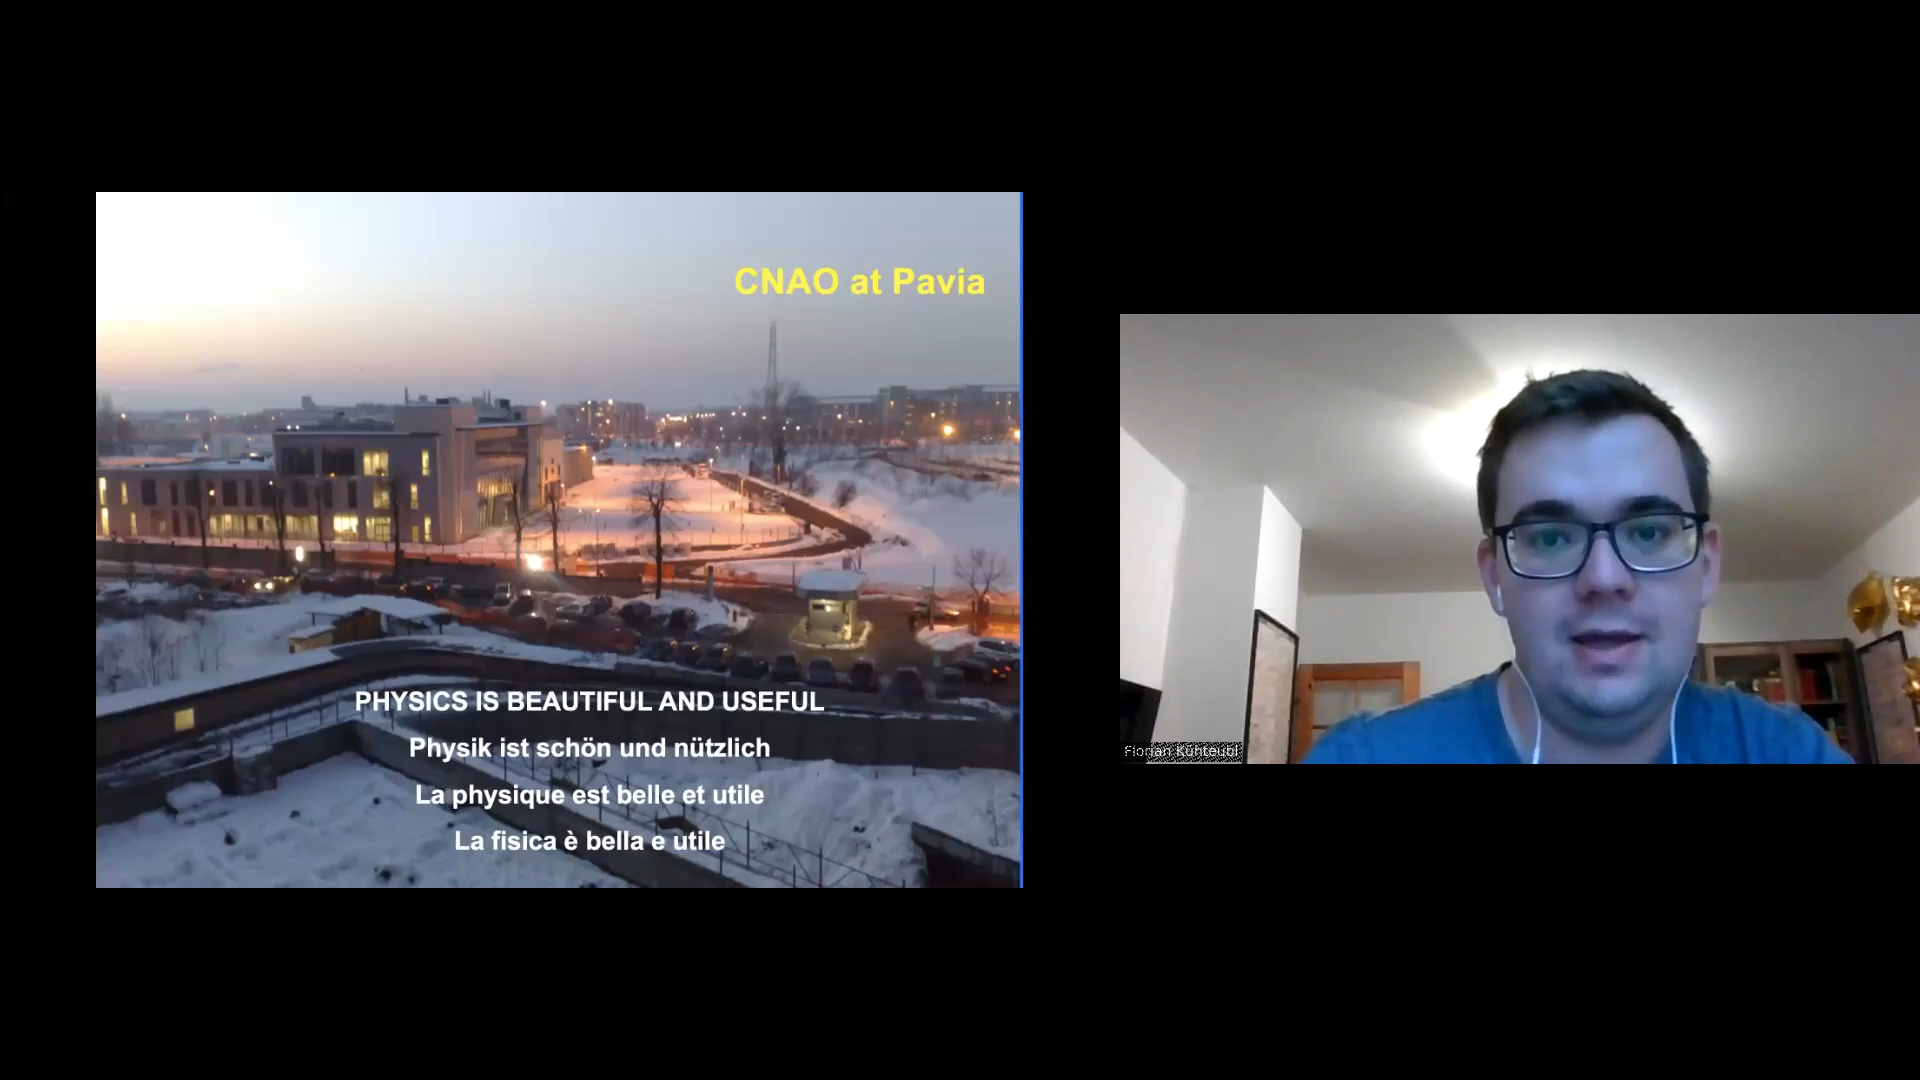 CNAO at Pavia
PHYSICS IS BEAUTIFUL AND USEFUL
Physik ist schön und nützlich
La physique est belle et utile
La fisica è bella e utile
Florian Kühteubl